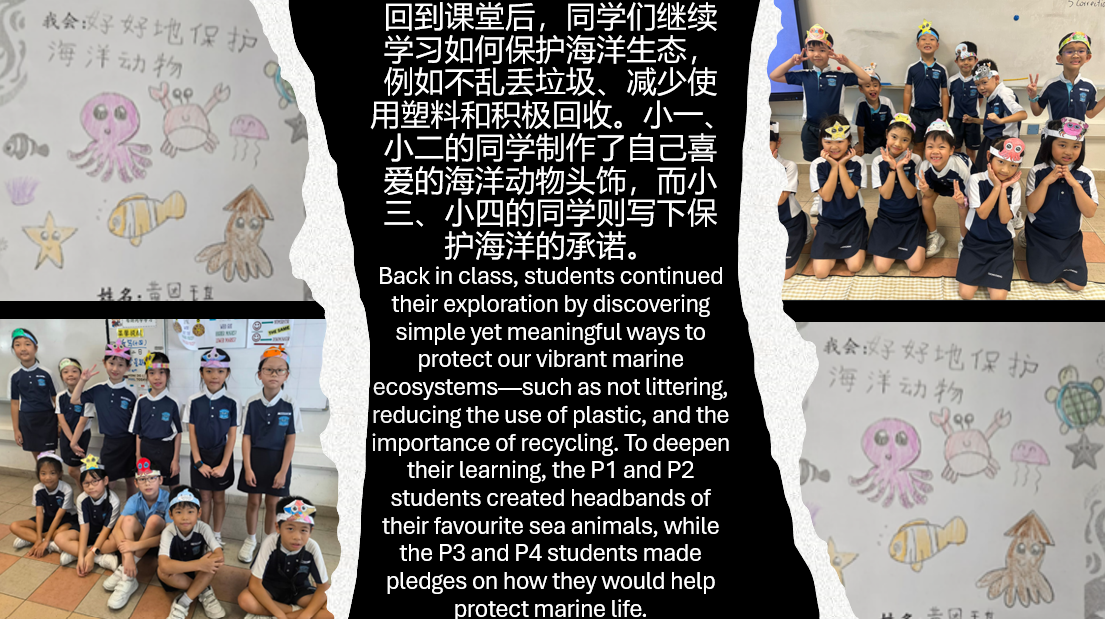 我会:好好地保护
海洋动物
回到课堂后，同学们继续
学习如何保护海洋生态，
例如不乱丢垃圾、减少使
用塑料和积极回收。小一、
小二的同学制作了自己喜
爱的海洋动物头饰，而小
三、小四的同学则写下保
护海洋的承诺。
Back in class, students continued
their exploration by discovering
simple yet meaningful ways to
protect our vibrant marine
ecosystems—such as not littering,
reducing the use of plastic, and the
importance of recycling. To deepen
their learning, the P1 and P2
students created headbands of
their favourite sea animals, while
the P3 and P4 students made
pledges on how they would help
protect marine life.
我会:好好地保护
海洋动物